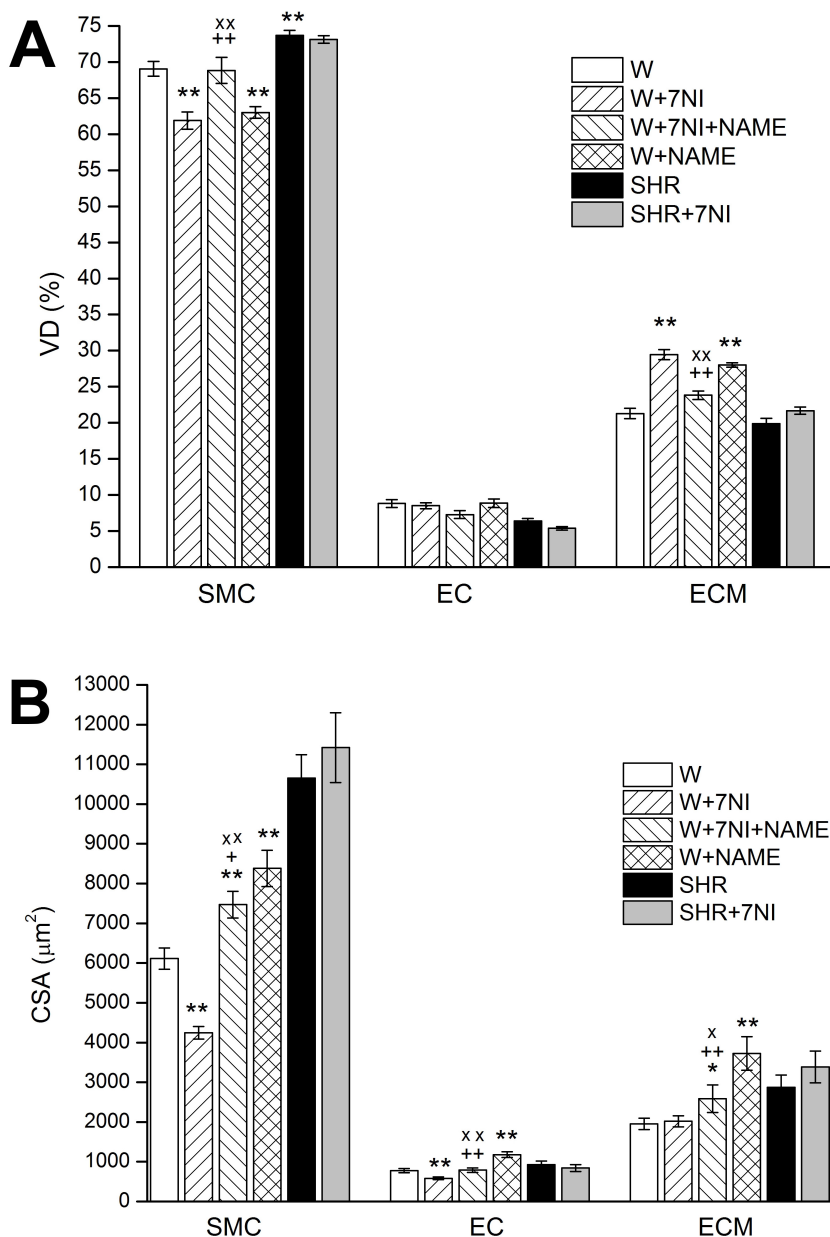 A
VD (%)
75
70
65
60
55
50
45
40
35
30
25
20
15
10
5
0
**
xx
++
**
**
**
xx
++
**
W
W+7NI
W+7NI+NAME
W+NAME
SHR
SHR+7NI
SMC EC ECM
B
CSA (μm²)
13000
12000
11000
10000
9000
8000
7000
6000
5000
4000
3000
2000
1000
0
**
xx
+
**
**
**
xx
++
**
x
++
*
**
W
W+7NI
W+7NI+NAME
W+NAME
SHR
SHR+7NI
SMC EC ECM